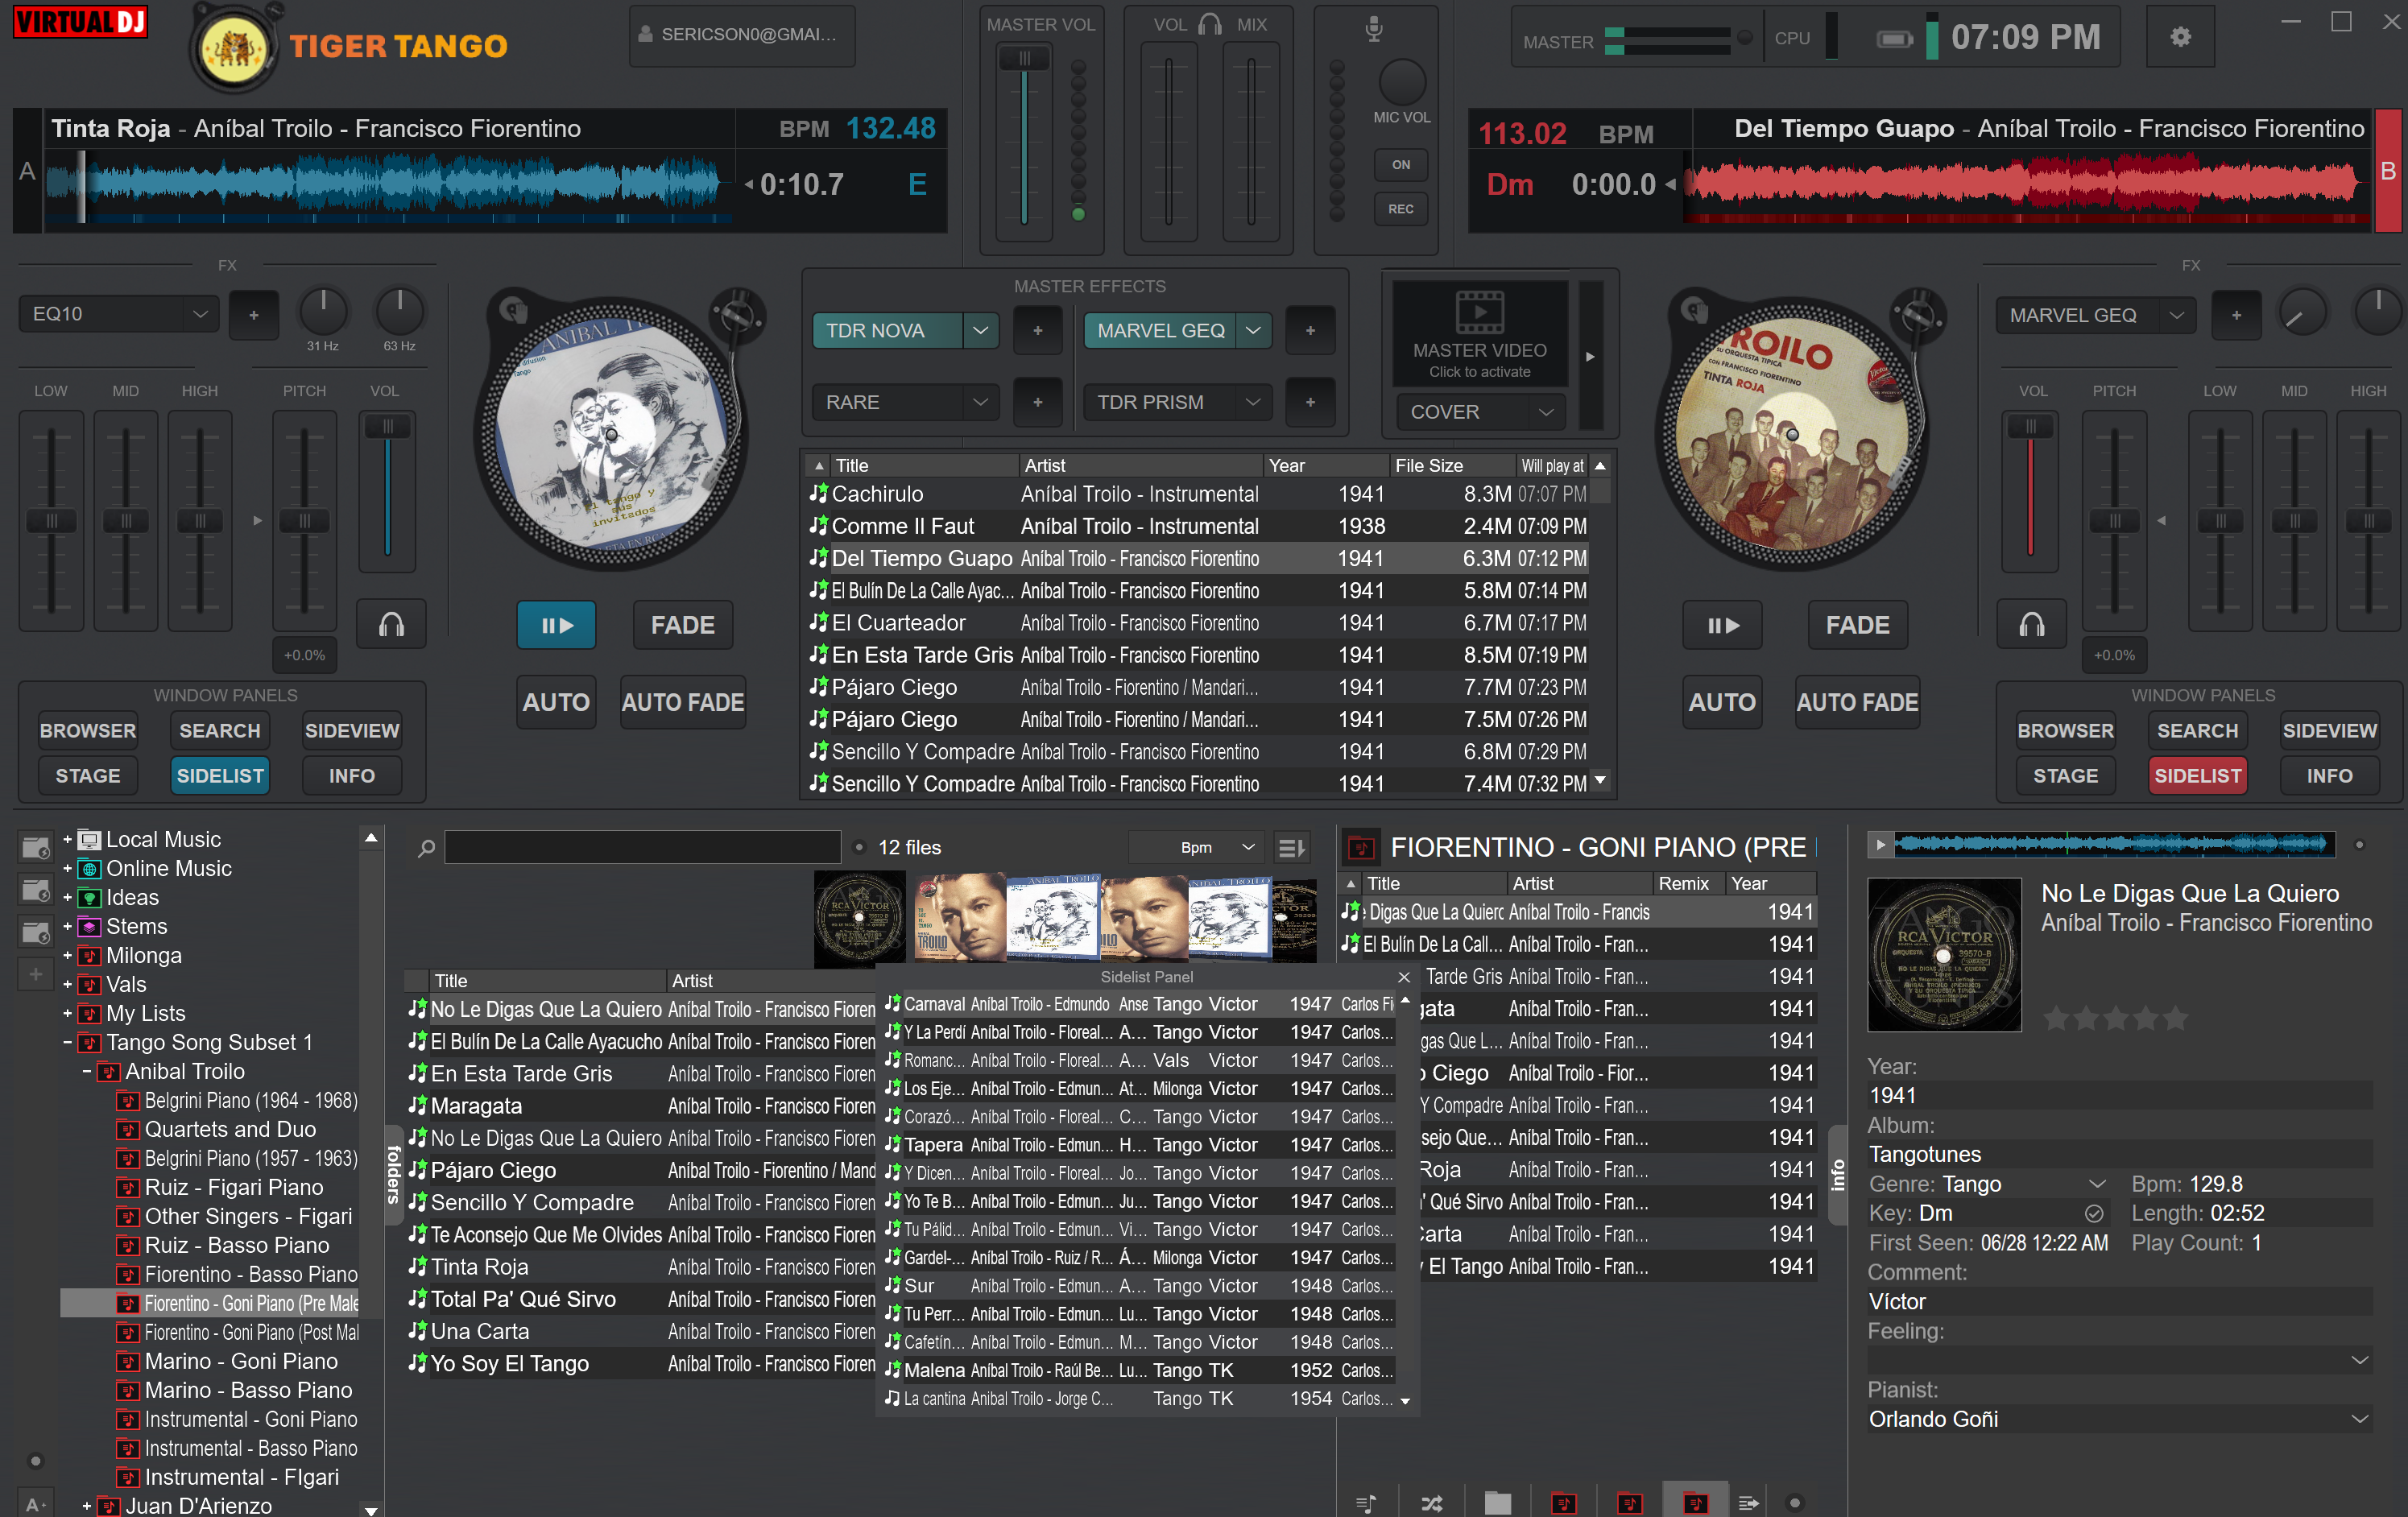 VIRTUAL DJ
TIGER TANGO
SERICSON0@GMAI...
MASTER VOL
VOL MIX
MIC VOL
ON
REC
MASTER
CPU
07:09 PM
A
Tinta Roja - Aníbal Troilo - Francisco Fiorentino
BPM 132.48
0:10.7 E
113.02 BPM
Del Tiempo Guapo - Aníbal Troilo - Francisco Fiorentino
Dm 0:00.0
B
FX
EQ10
+
31 Hz
63 Hz
LOW MID HIGH PITCH VOL
+0.0%
FADE
AUTO
AUTO FADE
WINDOW PANELS
BROWSER SEARCH SIDEVIEW
STAGE SIDELIST INFO
MASTER EFFECTS
TDR NOVA + MARVEL GEQ +
RARE + TDR PRISM +
MASTER VIDEO
Click to activate
COVER
Title Artist Year File Size Will play at
Cachirulo Aníbal Troilo - Instrumental 1941 8.3M 07:07 PM
Comme Il Faut Aníbal Troilo - Instrumental 1938 2.4M 07:09 PM
Del Tiempo Guapo Aníbal Troilo - Francisco Fiorentino 1941 6.3M 07:12 PM
El Bulín De La Calle Ayac... Aníbal Troilo - Francisco Fiorentino 1941 5.8M 07:14 PM
El Cuarteador Aníbal Troilo - Francisco Fiorentino 1941 6.7M 07:17 PM
En Esta Tarde Gris Aníbal Troilo - Francisco Fiorentino 1941 8.5M 07:19 PM
Pájaro Ciego Aníbal Troilo - Fiorentino / Mandari... 1941 7.7M 07:23 PM
Pájaro Ciego Aníbal Troilo - Fiorentino / Mandari... 1941 7.5M 07:26 PM
Sencillo Y Compadre Aníbal Troilo - Francisco Fiorentino 1941 6.8M 07:29 PM
Sencillo Y Compadre Aníbal Troilo - Francisco Fiorentino 1941 7.4M 07:32 PM
FX
MARVEL GEQ
+
VOL PITCH LOW MID HIGH
+0.0%
FADE
AUTO
AUTO FADE
WINDOW PANELS
BROWSER SEARCH SIDEVIEW
STAGE SIDELIST INFO
ANIBAL
el tango y
sus
invitados
TROILO
SU ORQUESTA TIPICA
CON FRANCISCO FIORENTINO
TINTA ROJA
+ Local Music
+ Online Music
+ Ideas
+ Stems
+ Milonga
+ Vals
+ My Lists
- Tango Song Subset 1
- Anibal Troilo
Belgrini Piano (1964 - 1968)
Quartets and Duo
Belgrini Piano (1957 - 1963)
Ruiz - Figari Piano
Other Singers - Figari
Ruiz - Basso Piano
Fiorentino - Basso Piano
Fiorentino - Goni Piano (Pre Male
Fiorentino - Goni Piano (Post Mal
Marino - Goni Piano
Marino - Basso Piano
Instrumental - Goni Piano
Instrumental - Basso Piano
Instrumental - FIgari
+ Juan D'Arienzo
A+
folders
12 files
Bpm
Title Artist
No Le Digas Que La Quiero Aníbal Troilo - Francisco Fioren
El Bulín De La Calle Ayacucho Aníbal Troilo - Francisco Fioren
En Esta Tarde Gris Aníbal Troilo - Francisco Fioren
Maragata Aníbal Troilo - Francisco Fioren
No Le Digas Que La Quiero Aníbal Troilo - Francisco Fioren
Pájaro Ciego Aníbal Troilo - Fiorentino / Mand
Sencillo Y Compadre Aníbal Troilo - Francisco Fioren
Te Aconsejo Que Me Olvides Aníbal Troilo - Francisco Fioren
Tinta Roja Aníbal Troilo - Francisco Fioren
Total Pa' Qué Sirvo Aníbal Troilo - Francisco Fioren
Una Carta Aníbal Troilo - Francisco Fioren
Yo Soy El Tango Aníbal Troilo - Francisco Fioren
Sidelist Panel
Carnaval Aníbal Troilo - Edmundo Anse Tango Victor 1947 Carlos Fi
Y La Perdí Aníbal Troilo - Floreal... A... Tango Victor 1947 Carlos...
Romanc... Aníbal Troilo - Floreal... A... Vals Victor 1947 Carlos...
Los Eje... Aníbal Troilo - Edmun... At... Milonga Victor 1947 Carlos...
Corazó... Aníbal Troilo - Floreal... C... Tango Victor 1947 Carlos...
Tapera Aníbal Troilo - Edmun... H... Tango Victor 1947 Carlos...
Y Dicen... Aníbal Troilo - Floreal... Jo... Tango Victor 1947 Carlos...
Yo Te B... Aníbal Troilo - Edmun... Ju... Tango Victor 1947 Carlos...
Tu Pálid... Aníbal Troilo - Edmun... Vi... Tango Victor 1947 Carlos...
Gardel-... Aníbal Troilo - Ruiz / R... Á... Milonga Victor 1947 Carlos...
Sur Aníbal Troilo - Edmun... A... Tango Victor 1948 Carlos...
Tu Perr... Aníbal Troilo - Edmun... Lu... Tango Victor 1948 Carlos...
Cafetín... Aníbal Troilo - Edmun... M... Tango Victor 1948 Carlos...
Malena Aníbal Troilo - Raúl Be... Lu... Tango TK 1952 Carlos...
La cantina Aníbal Troilo - Jorge C... Tango TK 1954 Carlos...
FIORENTINO - GONI PIANO (PRE
Title Artist Remix Year
Digas Que La Quierc Aníbal Troilo - Francis 1941
El Bulín De La Call... Aníbal Troilo - Fran... 1941
Tarde Gris Aníbal Troilo - Fran... 1941
gata Aníbal Troilo - Fran... 1941
gas Que L... Aníbal Troilo - Fran... 1941
o Ciego Aníbal Troilo - Fior... 1941
Y Compadre Aníbal Troilo - Fran... 1941
sejo Que... Aníbal Troilo - Fran... 1941
Roja Aníbal Troilo - Fran... 1941
a' Qué Sirvo Aníbal Troilo - Fran... 1941
Carta Aníbal Troilo - Fran... 1941
y El Tango Aníbal Troilo - Fran... 1941
info
No Le Digas Que La Quiero
Aníbal Troilo - Francisco Fiorentino
RCA VICTOR
39570-B
NO LE DIGAS QUE LA QUIERO
Year:
1941
Album:
Tangotunes
Genre: Tango Bpm: 129.8
Key: Dm Length: 02:52
First Seen: 06/28 12:22 AM Play Count: 1
Comment:
Víctor
Feeling:
Pianist:
Orlando Goñi